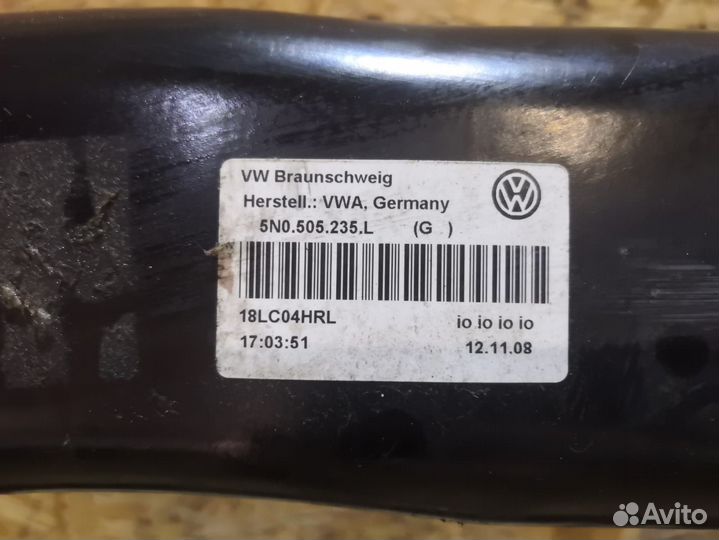 VW Braunschweig
Herstell.: VWA, Germany
5N0.505.235.L (G )
18LC04HRL io io io io
17:03:51 12.11.08
Avito